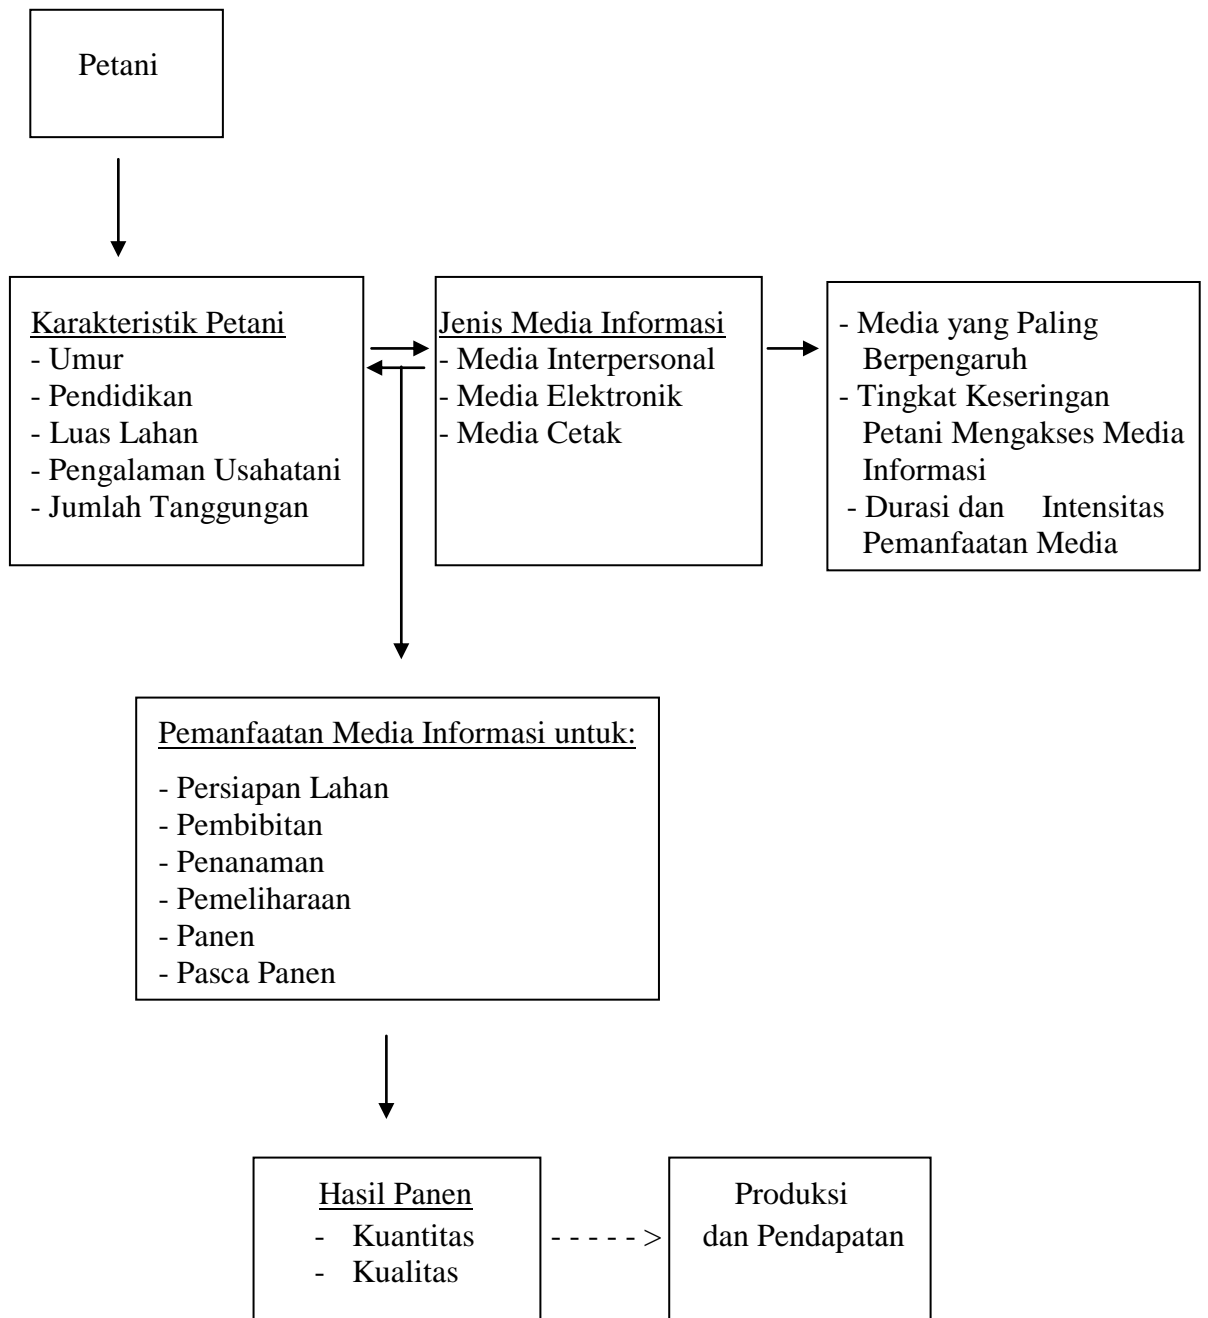 Petani
Karakteristik Petani
- Umur
- Pendidikan
- Luas Lahan
- Pengalaman Usahatani
- Jumlah Tanggungan
Jenis Media Informasi
- Media Interpersonal
- Media Elektronik
- Media Cetak
- Media yang Paling
Berpengaruh
- Tingkat Keseringan
Petani Mengakses Media
Informasi
- Durasi dan Intensitas
Pemanfaatan Media
Pemanfaatan Media Informasi untuk:
- Persiapan Lahan
- Pembibitan
- Penanaman
- Pemeliharaan
- Panen
- Pasca Panen
Hasil Panen
- Kuantitas
- Kualitas
Produksi
dan Pendapatan